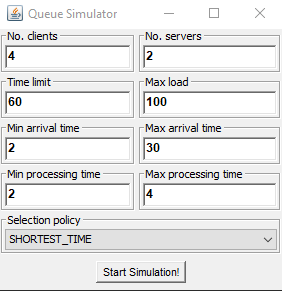 Queue Simulator
No. clients
No. servers
4
2
Time limit
Max load
60
100
Min arrival time
Max arrival time
2
30
Min processing time
Max processing time
2
4
Selection policy
SHORTEST_TIME
Start Simulation!